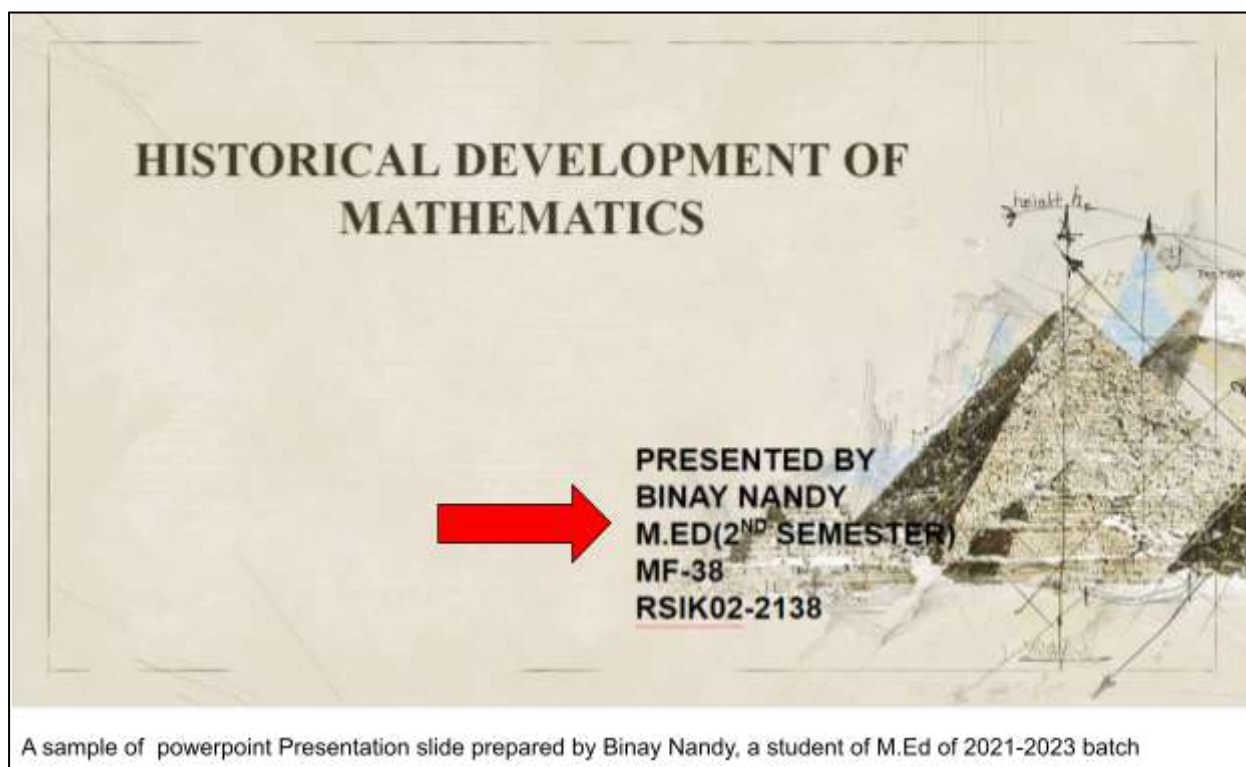 HISTORICAL DEVELOPMENT OF
MATHEMATICS
height h
PRESENTED BY
BINAY NANDY
M.ED(2ND SEMESTER)
MF-38
RSIK02-2138
A sample of powerpoint Presentation slide prepared by Binay Nandy, a student of M.Ed of 2021-2023 batch